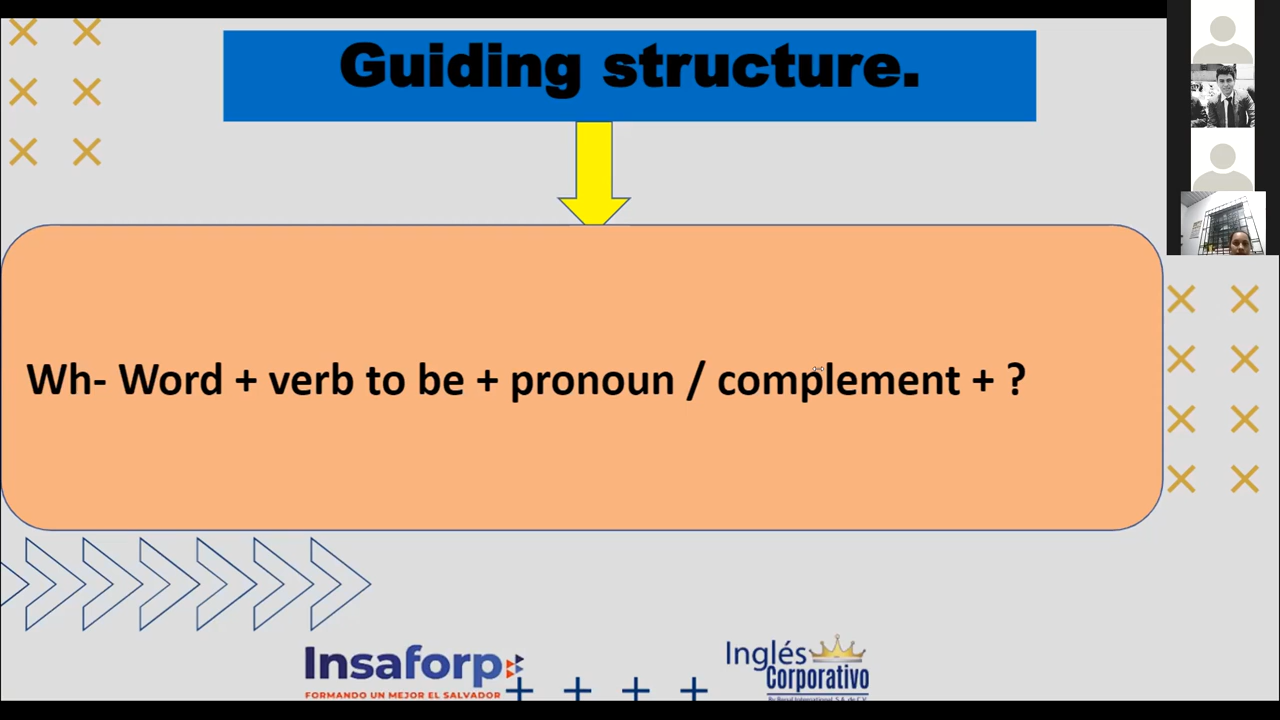 Guiding structure.
Wh- Word + verb to be + pronoun / complement + ?
Insaforp
FORMANDO UN MEJOR EL SALVADOR
Inglés
Corporativo